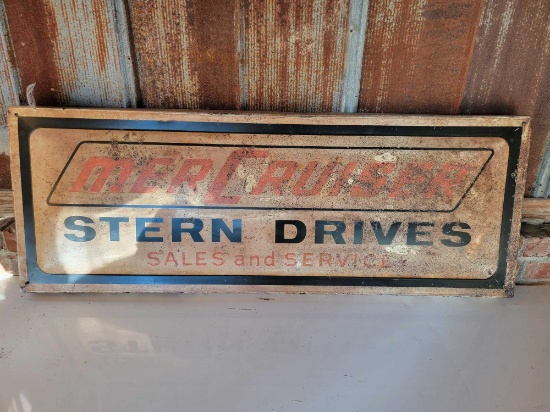 MERCRUISER
STERN DRIVES
SALES and SERVICE